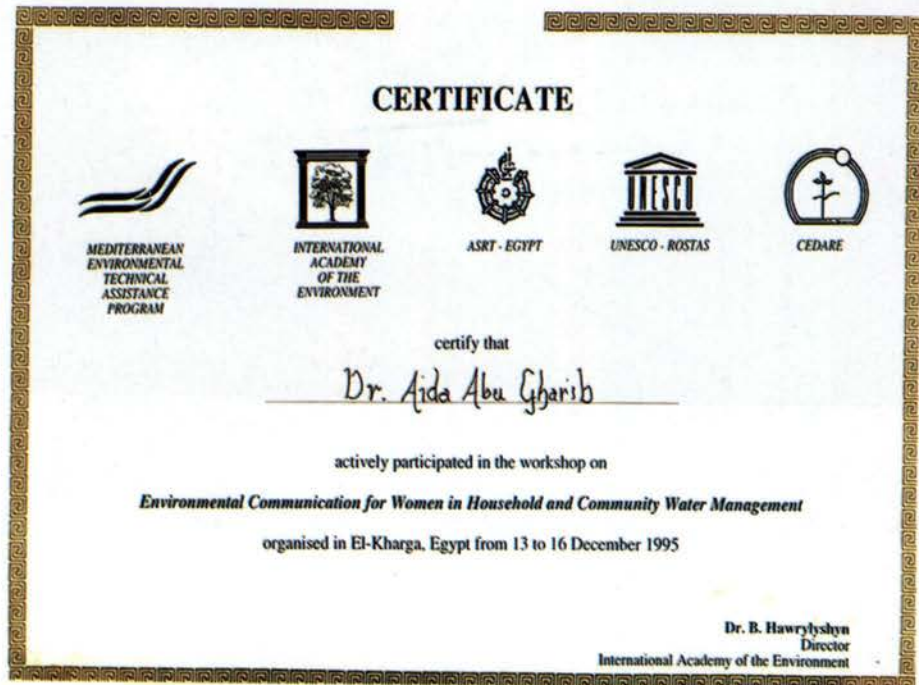 CERTIFICATE
MEDITERRANEAN
ENVIRONMENTAL
TECHNICAL
ASSISTANCE
PROGRAM
INTERNATIONAL
ACADEMY
OF THE
ENVIRONMENT
ASRT - EGYPT
UNESCO
UNESCO - ROSTAS
CEDARE
certify that
Dr. Aida Abu Gharib
actively participated in the workshop on
Environmental Communication for Women in Household and Community Water Management
organised in El-Kharga, Egypt from 13 to 16 December 1995
Dr. B. Hawrylyshyn
Director
International Academy of the Environment